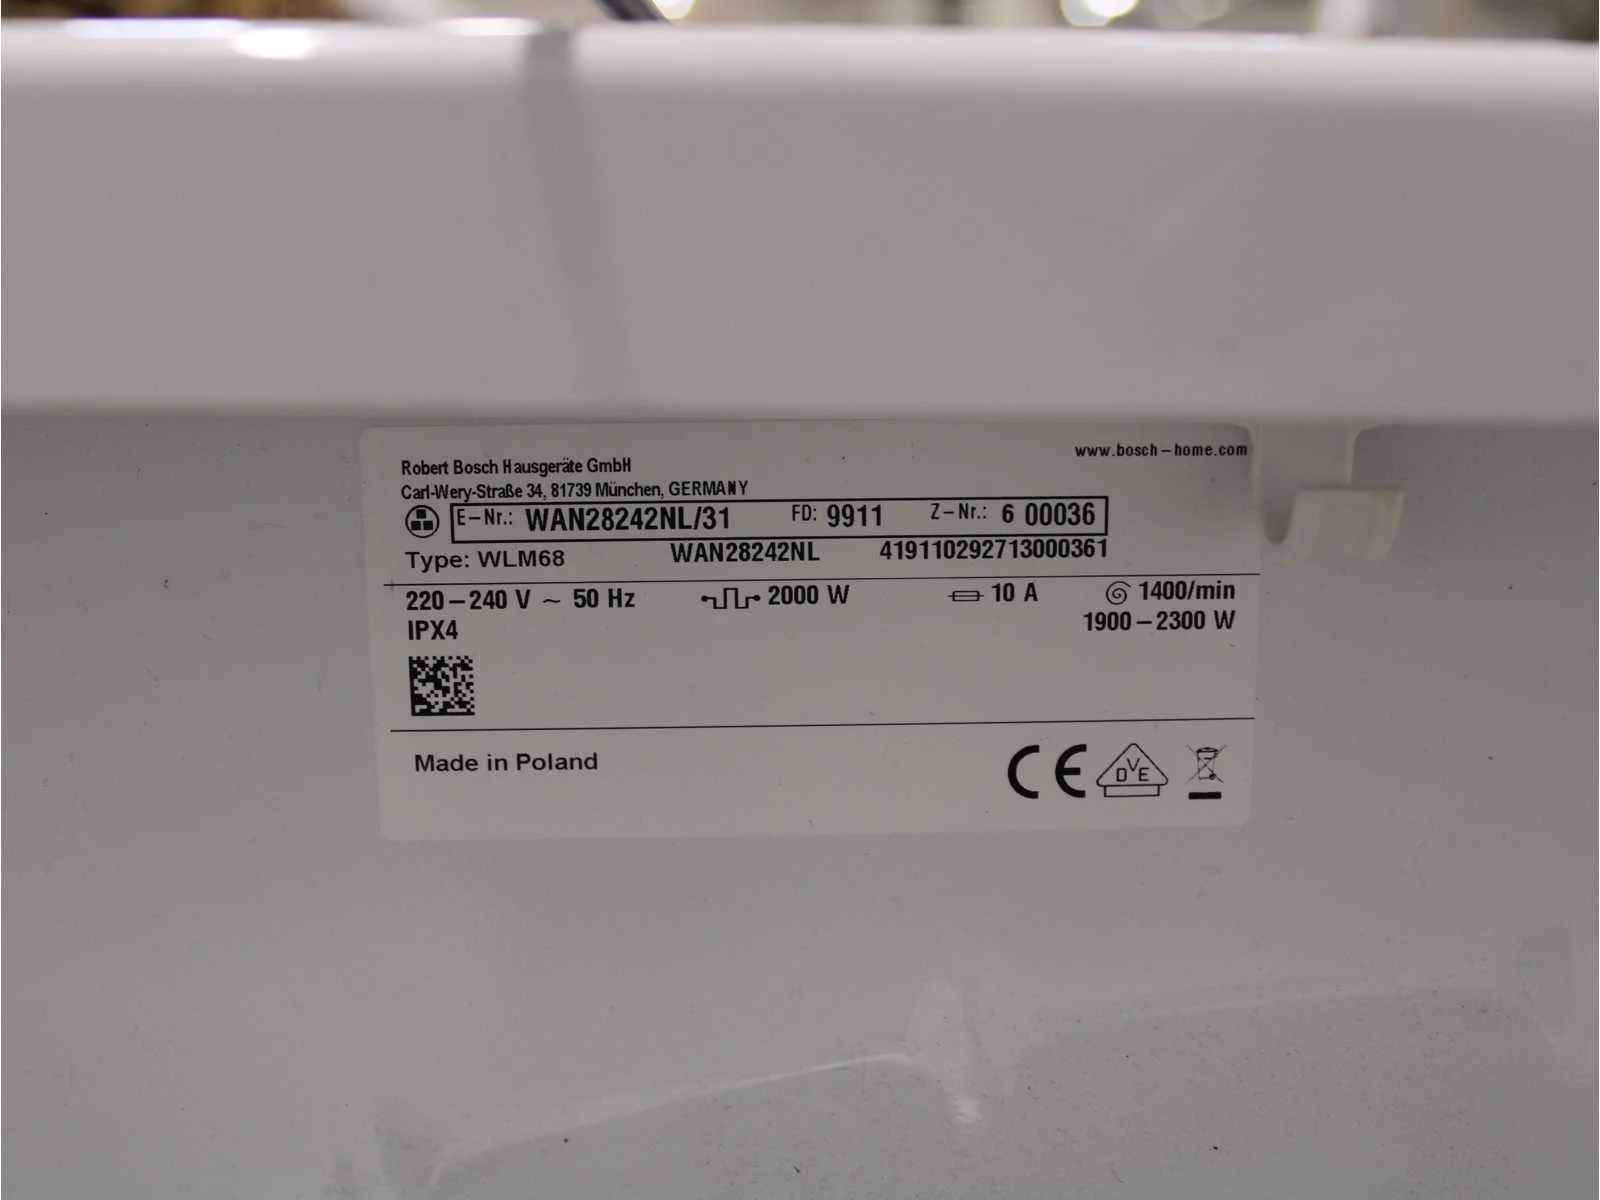 www.bosch-home.com
Robert Bosch Hausgeräte GmbH
Carl-Wery-Straße 34, 81739 München, GERMANY
E-Nr.: WAN28242NL/31 FD: 9911 Z-Nr.: 6 00036
Type: WLM68 WAN28242NL 419110292713000361
220-240 V ~ 50 Hz 2000 W 10 A 1400/min
IPX4 1900-2300 W
Made in Poland CE DVE